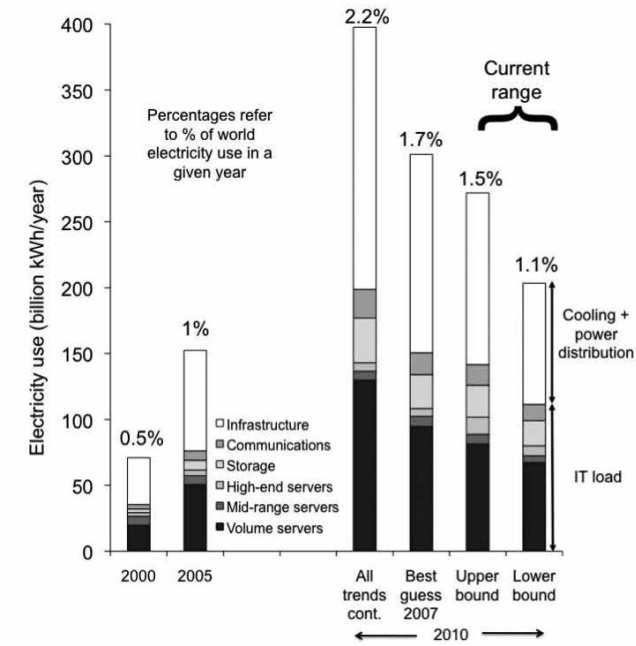 Electricity use (billion kWh/year)
400
350
300
250
200
150
100
50
0
Percentages refer
to % of world
electricity use in a
given year
0.5%
1%
2.2%
1.7%
1.5%
1.1%
Current
range
Cooling +
power
distribution
IT load
Infrastructure
Communications
Storage
High-end servers
Mid-range servers
Volume servers
2000
2005
All
trends
cont.
Best
guess
2007
Upper
bound
Lower
bound
2010